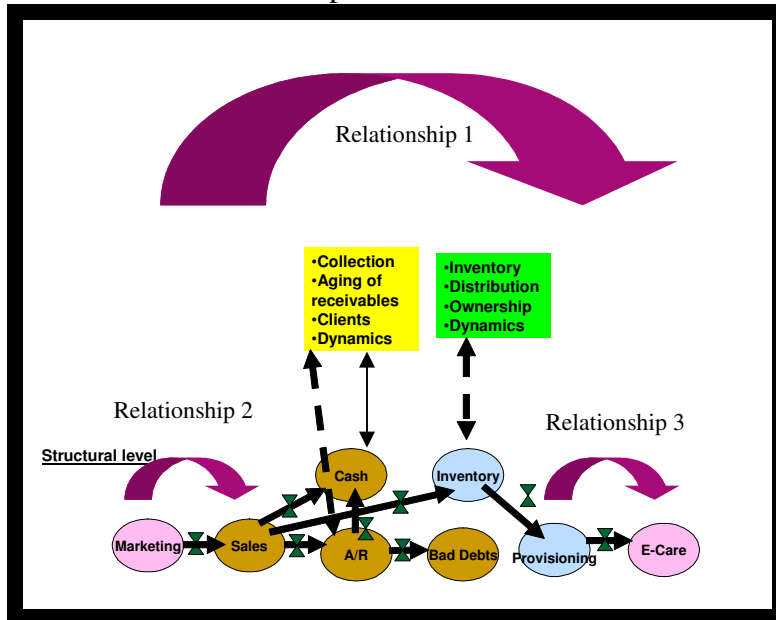 Relationship 1
•Collection
•Aging of
receivables
•Clients
•Dynamics
•Inventory
•Distribution
•Ownership
•Dynamics
Relationship 2
Relationship 3
Structural level
Cash
Inventory
Marketing
Sales
A/R
Bad Debts
Provisioning
E-Care